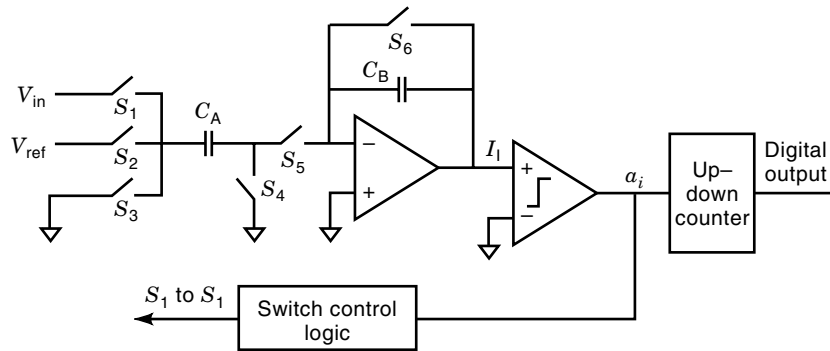 S6
CB
Vin
S1
CA
Vref
S2
S5
S3
S4
−
+
I1
+
−
ai
Up–
down
counter
Digital
output
S1 to S1
Switch control
logic